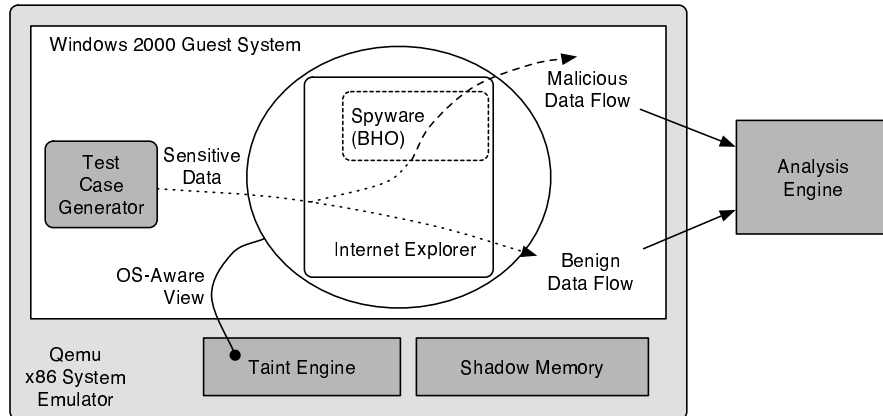 Windows 2000 Guest System
Test
Case
Generator
Sensitive
Data
Spyware
(BHO)
Internet Explorer
Malicious
Data Flow
Benign
Data Flow
Analysis
Engine
OS-Aware
View
Qemu
x86 System
Emulator
Taint Engine
Shadow Memory